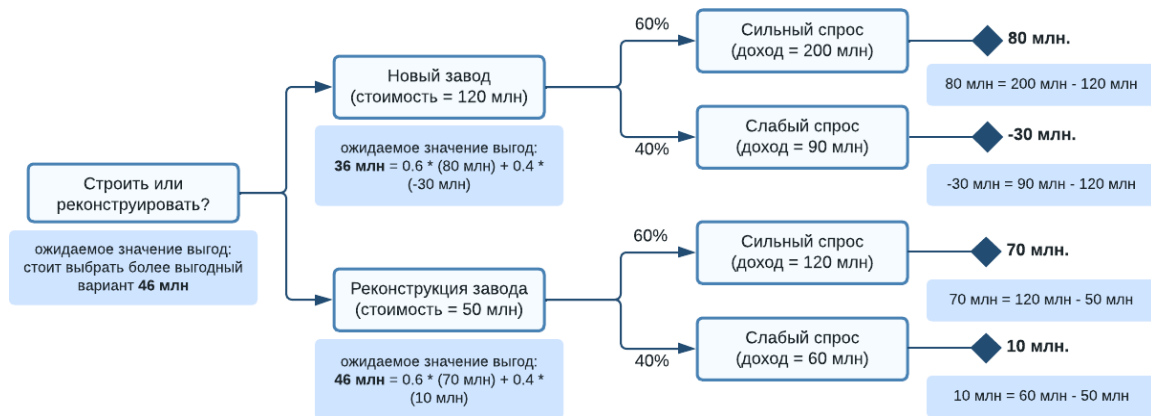 Строить или
реконструировать?
ожидаемое значение выгод:
стоит выбрать более выгодный
вариант 46 млн
Новый завод
(стоимость = 120 млн)
ожидаемое значение выгод:
36 млн = 0.6 * (80 млн) + 0.4 *
(-30 млн)
60%
Сильный спрос
(доход = 200 млн)
80 млн.
80 млн = 200 млн - 120 млн
40%
Слабый спрос
(доход = 90 млн)
-30 млн.
-30 млн = 90 млн - 120 млн
Реконструкция завода
(стоимость = 50 млн)
ожидаемое значение выгод:
46 млн = 0.6 * (70 млн) + 0.4 *
(10 млн)
60%
Сильный спрос
(доход = 120 млн)
70 млн.
70 млн = 120 млн - 50 млн
40%
Слабый спрос
(доход = 60 млн)
10 млн.
10 млн = 60 млн - 50 млн